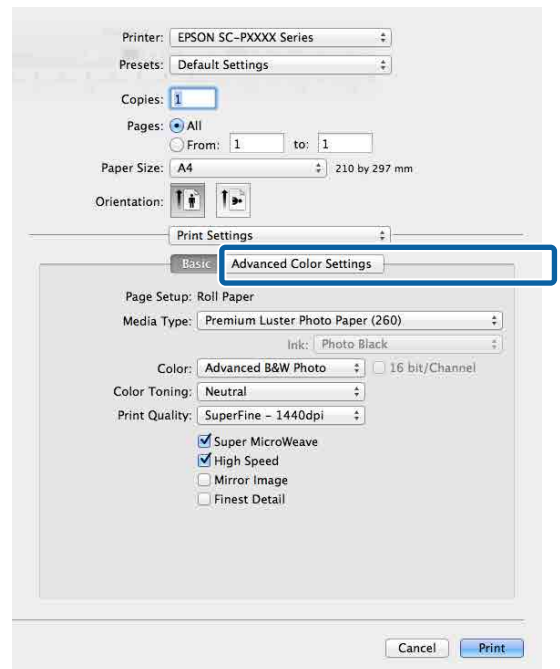 Printer: EPSON SC-PXXXX Series
Presets: Default Settings
Copies: 1
Pages: All
From: 1 to: 1
Paper Size: A4 210 by 297 mm
Orientation:
Print Settings
Basic Advanced Color Settings
Page Setup: Roll Paper
Media Type: Premium Luster Photo Paper (260)
Ink: Photo Black
Color: Advanced B&W Photo 16 bit/Channel
Color Toning: Neutral
Print Quality: SuperFine – 1440dpi
Super MicroWeave
High Speed
Mirror Image
Finest Detail
Cancel Print